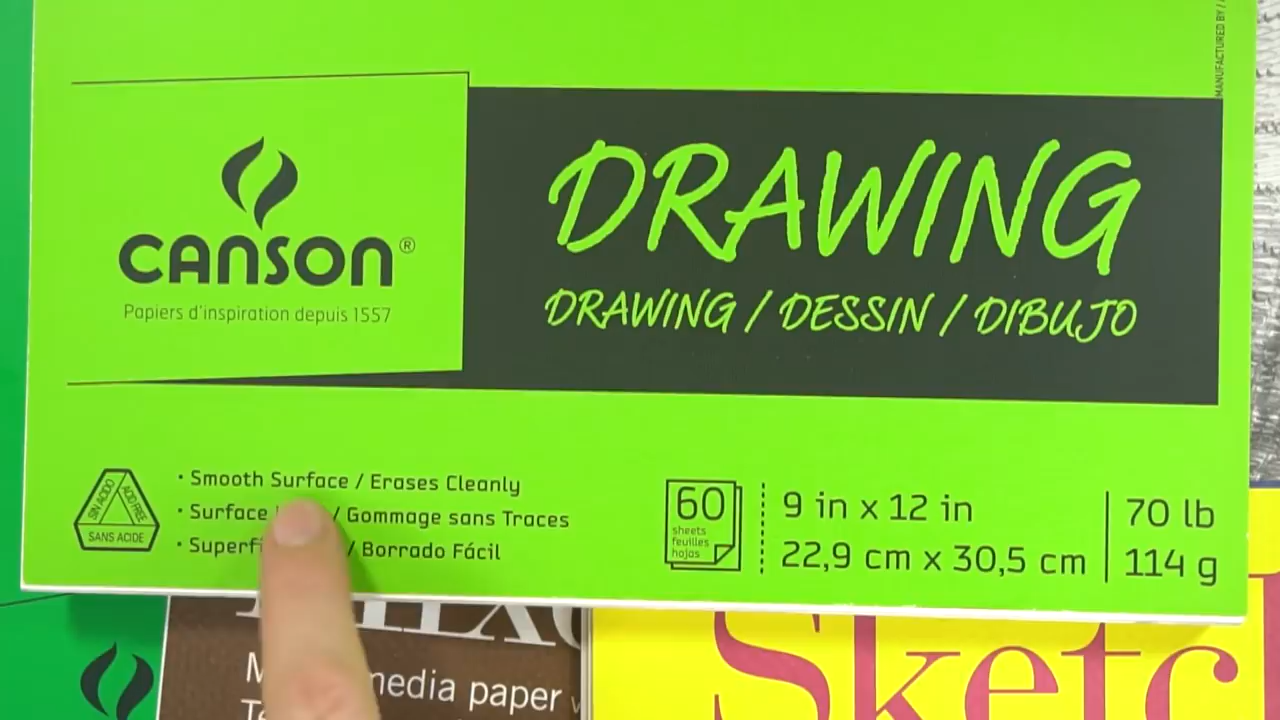 MANUFACTURED BY /
CANSON®
Papiers d'inspiration depuis 1557
DRAWING
DRAWING / DESSIN / DIBUJO
SIN ACIDO
ACID FREE
SANS ACIDE
• Smooth Surface / Erases Cleanly
• Surface / Gommage sans Traces
• / Borrado Fácil
60
sheets
feuilles
hojas
9 in x 12 in
22,9 cm x 30,5 cm
70 lb
114 g
media paper